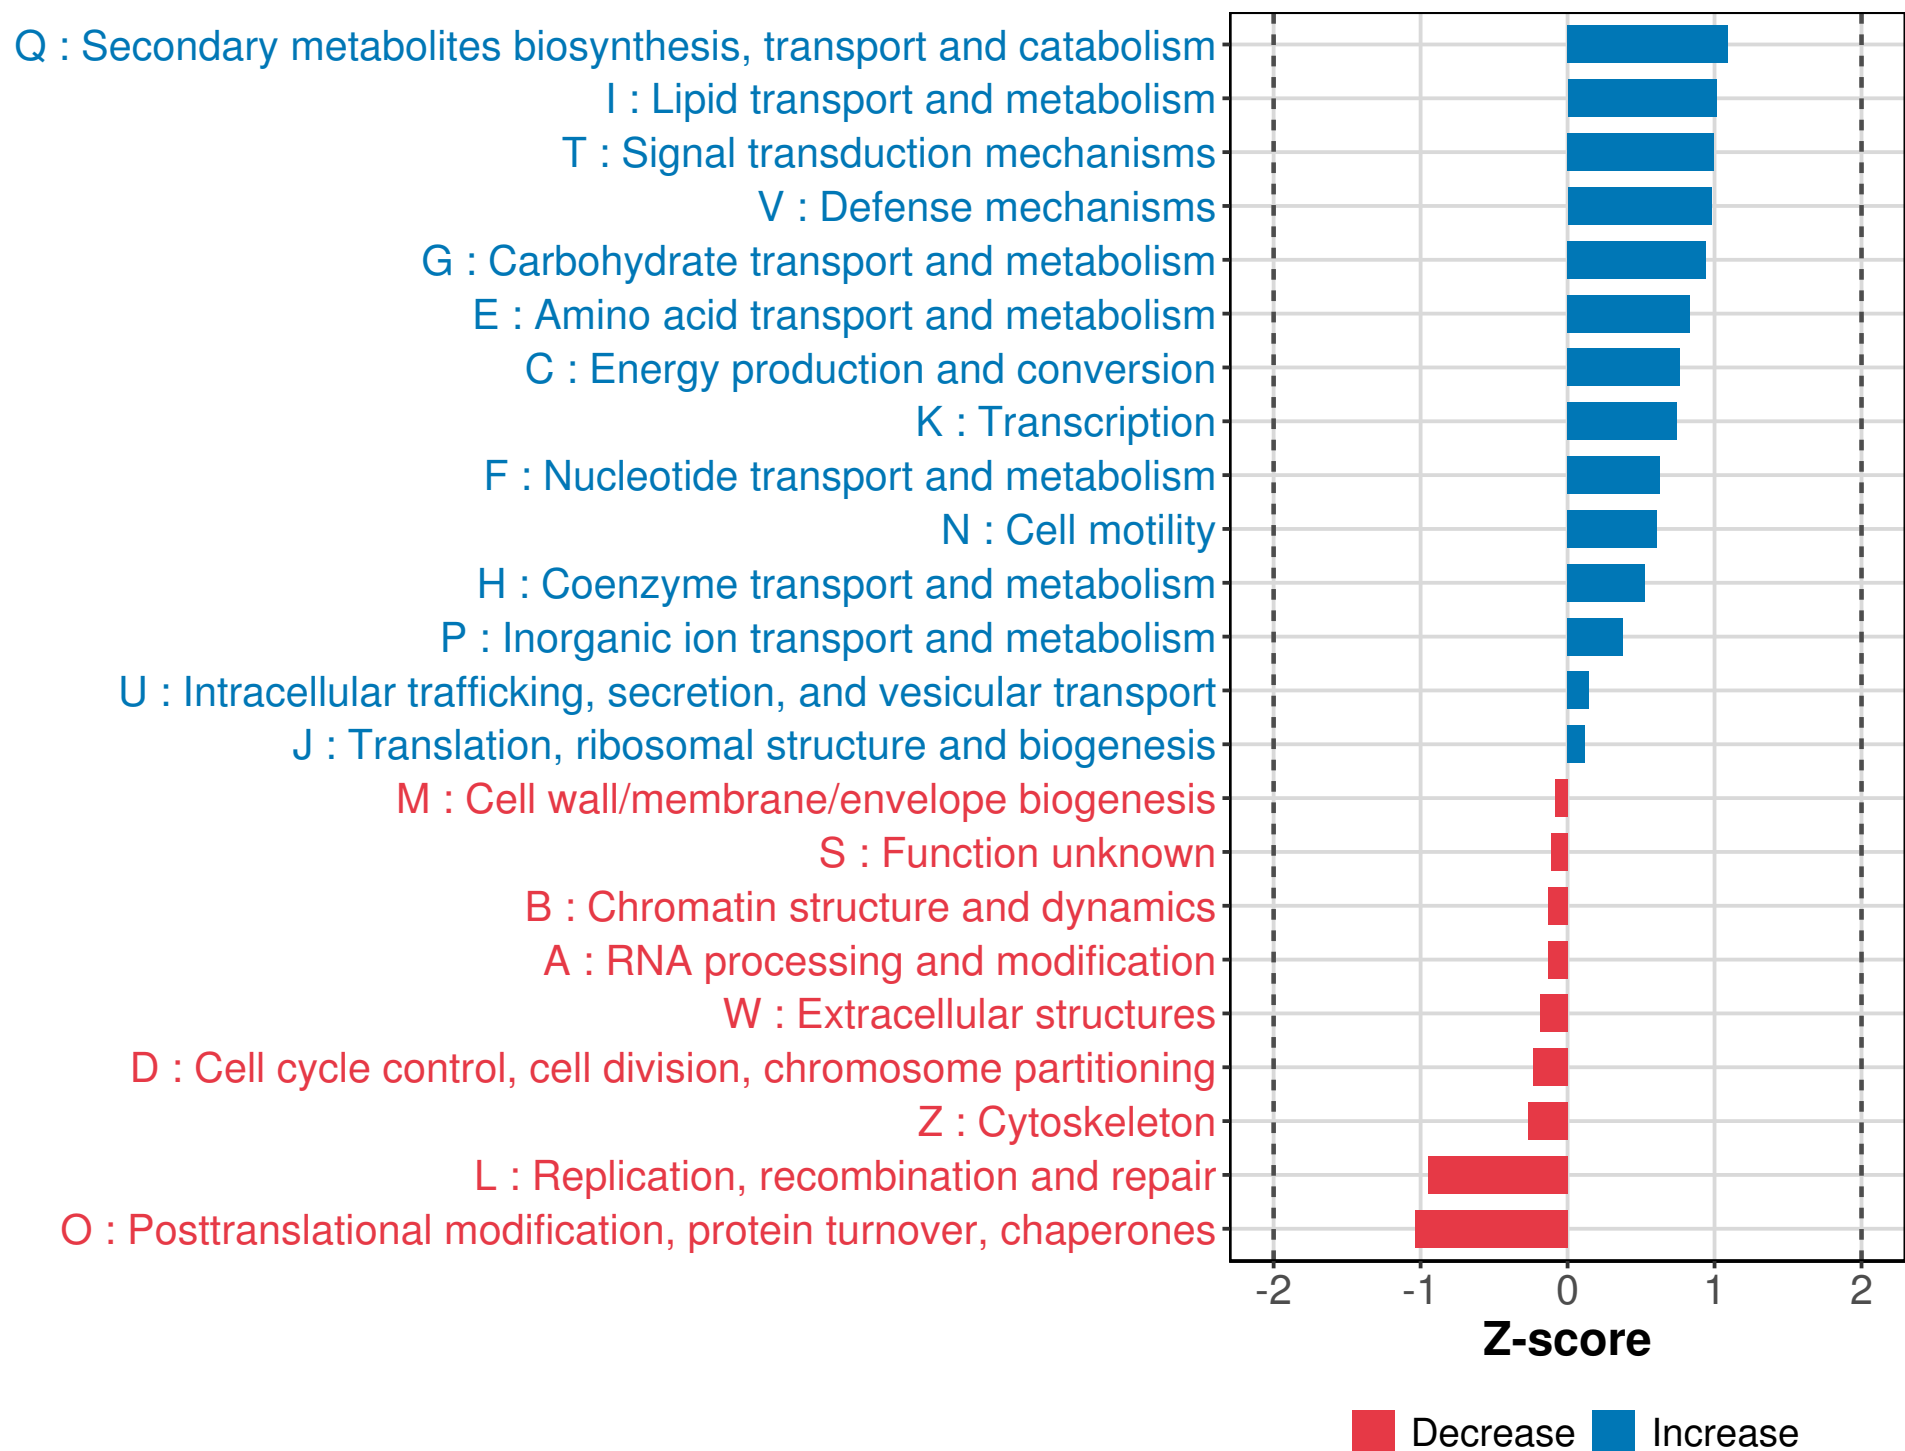 Q : Secondary metabolites biosynthesis, transport and catabolism
I : Lipid transport and metabolism
T : Signal transduction mechanisms
V : Defense mechanisms
G : Carbohydrate transport and metabolism
E : Amino acid transport and metabolism
C : Energy production and conversion
K : Transcription
F : Nucleotide transport and metabolism
N : Cell motility
H : Coenzyme transport and metabolism
P : Inorganic ion transport and metabolism
U : Intracellular trafficking, secretion, and vesicular transport
J : Translation, ribosomal structure and biogenesis
M : Cell wall/membrane/envelope biogenesis
S : Function unknown
B : Chromatin structure and dynamics
A : RNA processing and modification
W : Extracellular structures
D : Cell cycle control, cell division, chromosome partitioning
Z : Cytoskeleton
L : Replication, recombination and repair
O : Posttranslational modification, protein turnover, chaperones
-2 -1 0 1 2
Z-score
Decrease Increase